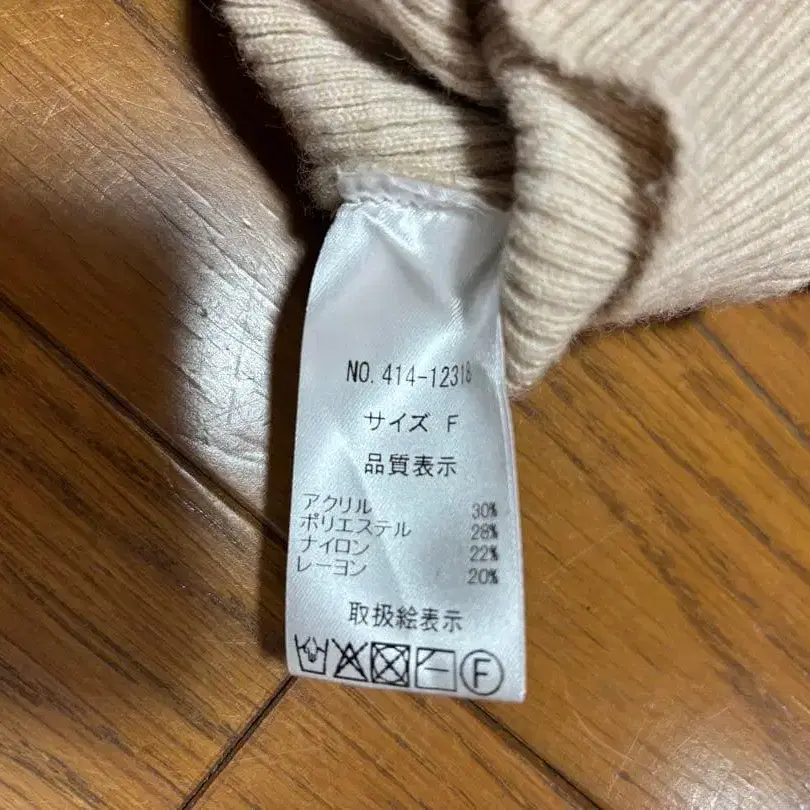 NO. 414-12318
サイズ F
品質表示
アクリル 30%
ポリエステル 28%
ナイロン 22%
レーヨン 20%
取扱絵表示
F